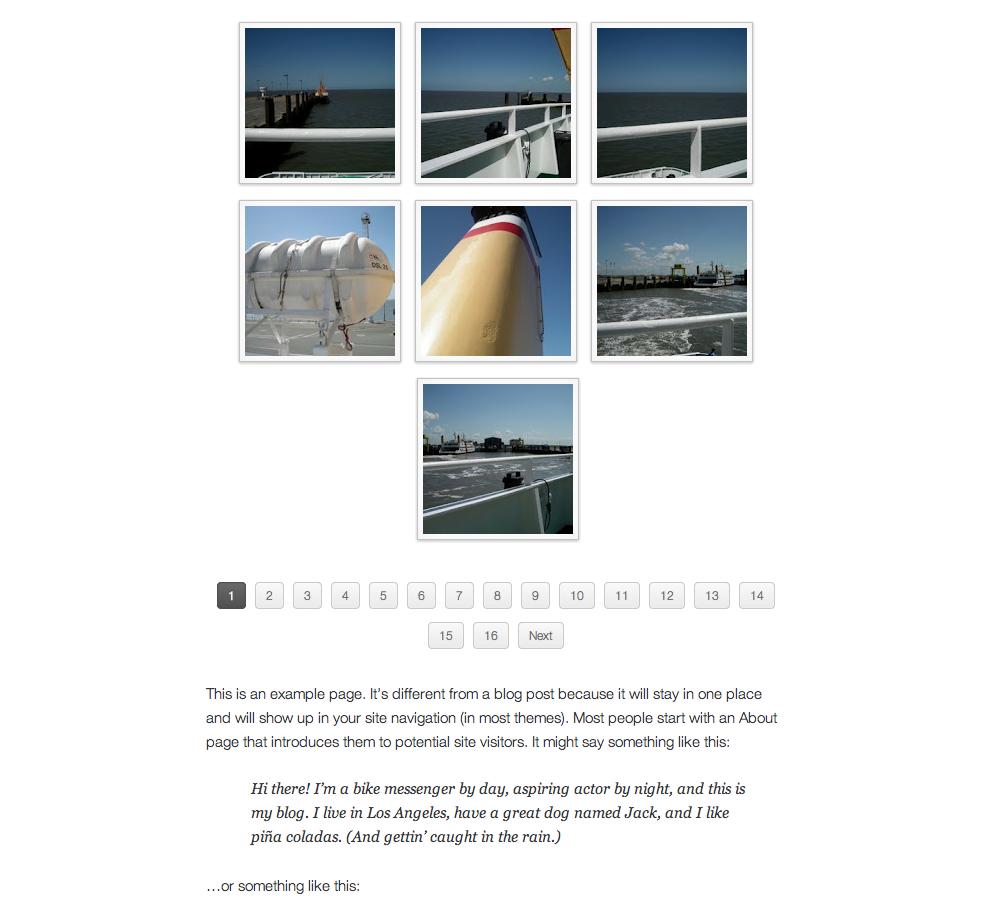 DSL-35
1
2
3
4
5
6
7
8
9
10
11
12
13
14
15
16
Next
This is an example page. It's different from a blog post because it will stay in one place
and will show up in your site navigation (in most themes). Most people start with an About
page that introduces them to potential site visitors. It might say something like this:
Hi there! I’m a bike messenger by day, aspiring actor by night, and this is
my blog. I live in Los Angeles, have a great dog named Jack, and I like
piña coladas. (And gettin’ caught in the rain.)
…or something like this: